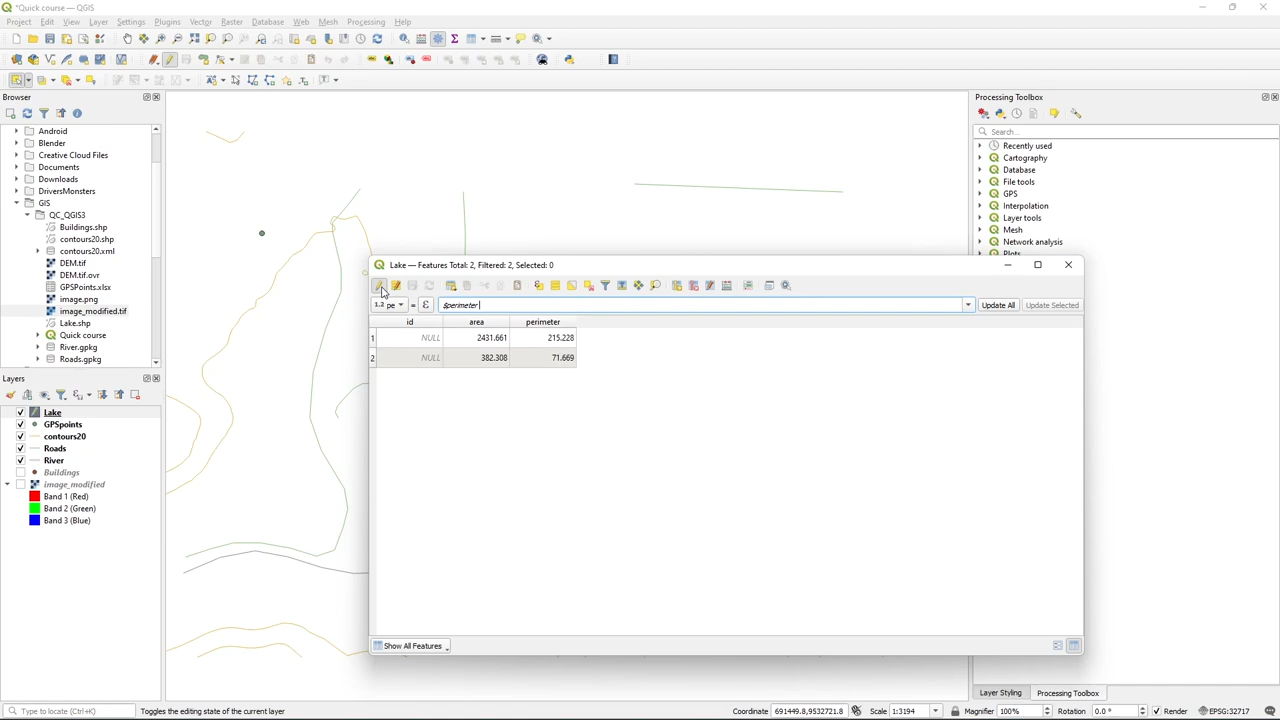 *Quick course — QGIS
Project Edit View Layer Settings Plugins Vector Raster Database Web Mesh Processing Help
Browser
Android
Blender
Creative Cloud Files
Documents
Downloads
DriversMonsters
GIS
QC_QGIS3
Buildings.shp
contours20.shp
contours20.xml
DEM.tif
DEM.tif.ovr
GPSPoints.xlsx
image.png
image_modified.tif
Lake.shp
Quick course
River.gpkg
Roads.gpkg
Layers
Lake
GPSpoints
contours20
Roads
River
Buildings
image_modified
Band 1 (Red)
Band 2 (Green)
Band 3 (Blue)
Lake — Features Total: 2, Filtered: 2, Selected: 0
1.2 pe = ε $perimeter Update All Update Selected
id area perimeter
1 NULL 2431.661 215.228
2 NULL 382.308 71.669
Show All Features
Processing Toolbox
Search...
Recently used
Cartography
Database
File tools
GPS
Interpolation
Layer tools
Mesh
Network analysis
Plots
Layer Styling Processing Toolbox
Type to locate (Ctrl+K) Toggles the editing state of the current layer Coordinate 691449.8,9532721.8 Scale 1:3194 Magnifier 100% Rotation 0.0 ° Render EPSG:32717